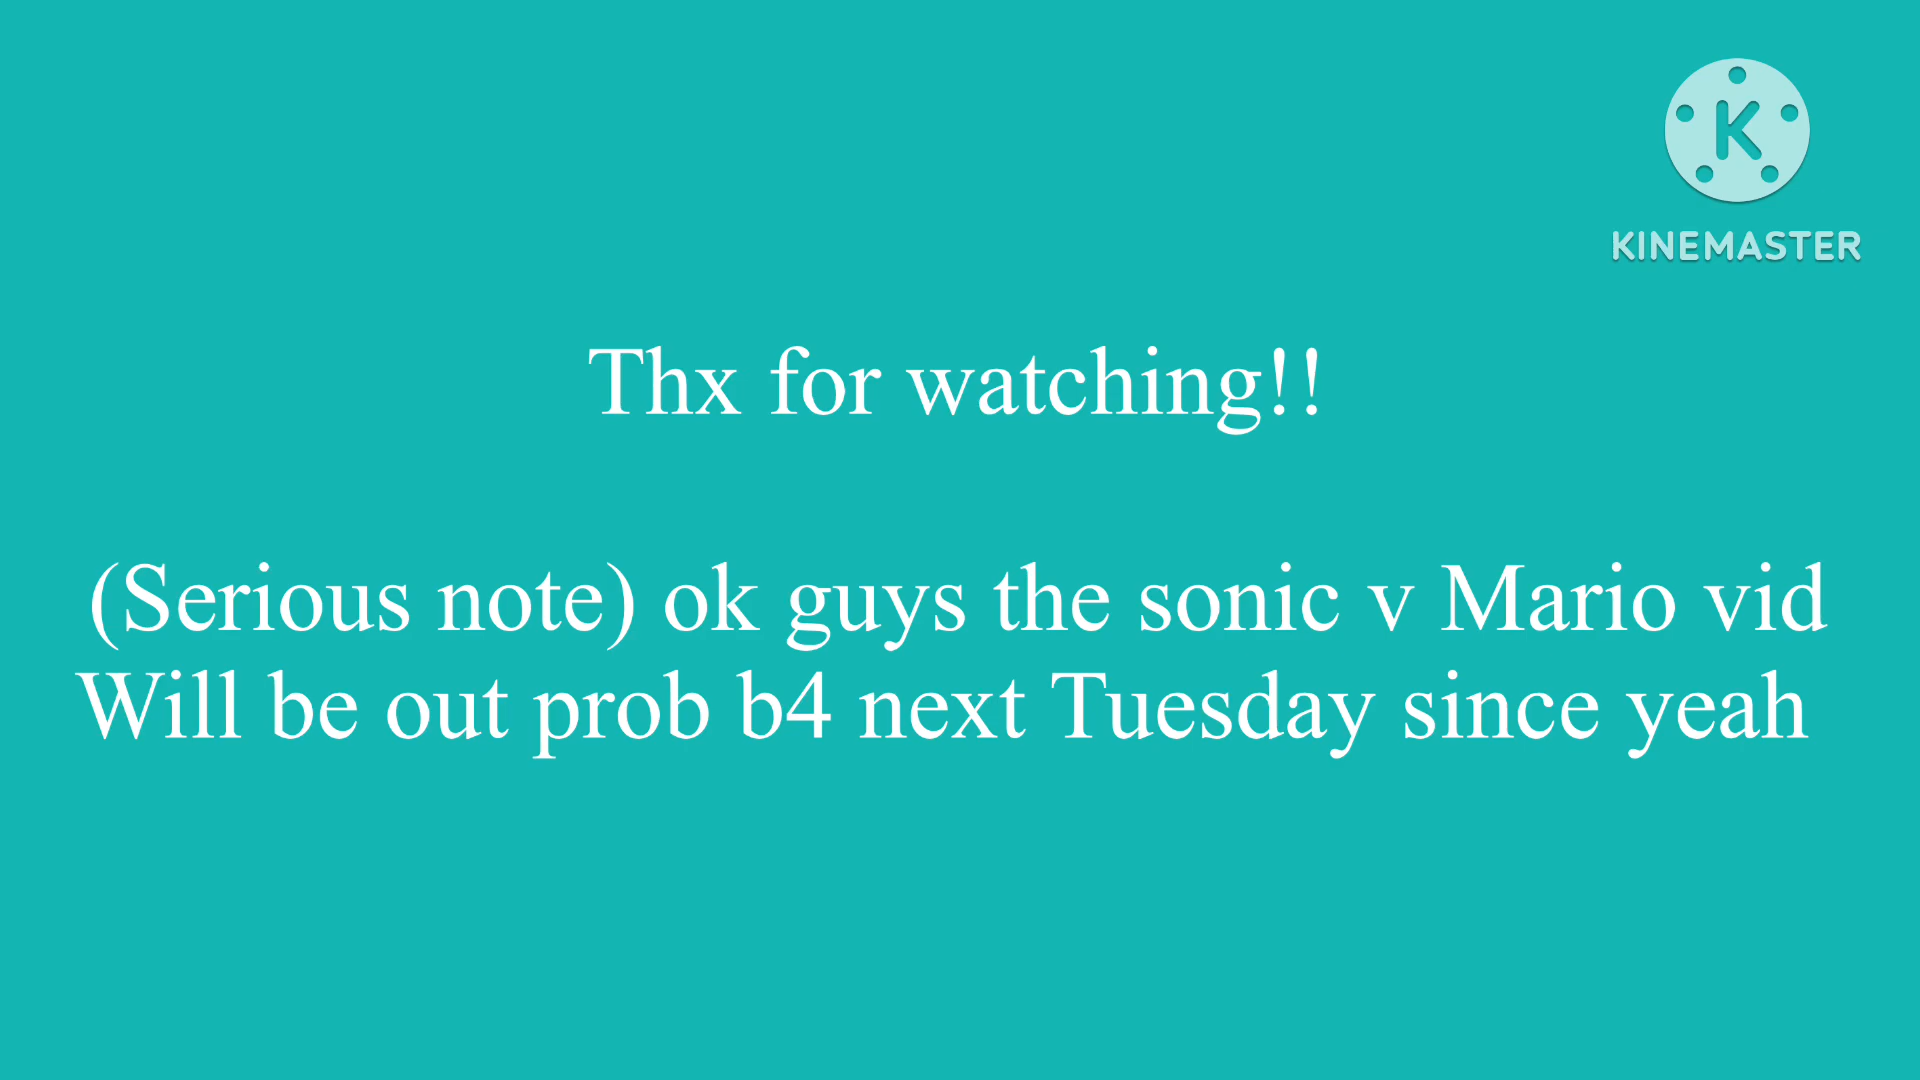 K
KINEMASTER
Thx for watching!!
(Serious note) ok guys the sonic v Mario vid
Will be out prob b4 next Tuesday since yeah